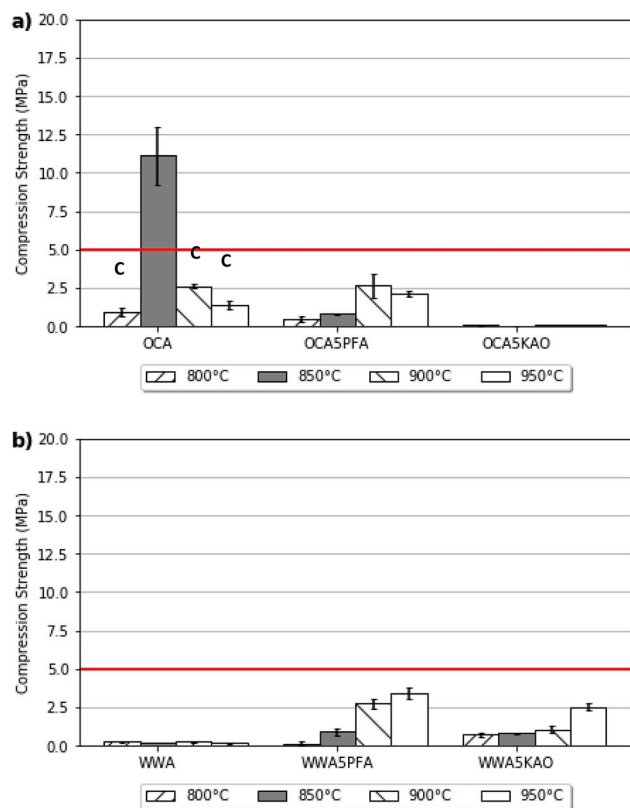 a)
20.0
17.5
15.0
12.5
10.0
7.5
5.0
2.5
0.0
Compression Strength (MPa)
C
C
C
OCA OCA5PFA OCA5KAO
800°C 850°C 900°C 950°C
b)
20.0
17.5
15.0
12.5
10.0
7.5
5.0
2.5
0.0
Compression Strength (MPa)
WWA WWA5PFA WWA5KAO
800°C 850°C 900°C 950°C